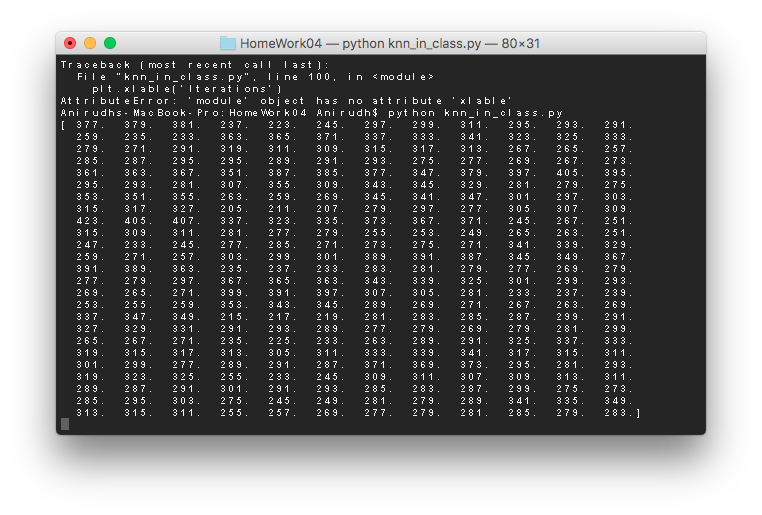 HomeWork04 — python knn_in_class.py — 80×31
Traceback (most recent call last):
  File "knn_in_class.py", line 100, in <module>
    plt.xlable('Iterations')
AttributeError: 'module' object has no attribute 'xlable'
Anirudhs-MacBook-Pro:HomeWork04 Anirudh$ python knn_in_class.py
[ 377.  379.  381.  237.  223.  245.  297.  299.  311.  295.  293.  291.
  259.  235.  233.  363.  365.  371.  337.  333.  341.  323.  325.  333.
  279.  271.  291.  319.  311.  309.  315.  317.  313.  267.  265.  257.
  285.  287.  295.  295.  289.  291.  293.  275.  277.  269.  267.  273.
  361.  363.  367.  351.  387.  385.  377.  347.  379.  397.  405.  395.
  295.  293.  281.  307.  355.  309.  343.  345.  329.  281.  279.  275.
  353.  351.  355.  263.  259.  269.  345.  341.  347.  301.  297.  303.
  315.  317.  327.  205.  211.  207.  279.  297.  277.  305.  307.  309.
  423.  405.  407.  337.  323.  335.  373.  367.  371.  245.  267.  251.
  315.  309.  311.  281.  277.  279.  255.  253.  249.  265.  263.  251.
  247.  233.  245.  277.  285.  271.  273.  275.  271.  341.  339.  329.
  259.  271.  257.  303.  299.  301.  389.  391.  387.  345.  349.  367.
  391.  389.  363.  235.  237.  233.  283.  281.  279.  277.  269.  279.
  277.  279.  297.  367.  365.  363.  343.  339.  325.  301.  299.  293.
  269.  265.  271.  399.  391.  397.  307.  305.  281.  233.  237.  239.
  253.  255.  259.  353.  343.  345.  289.  269.  271.  267.  263.  269.
  337.  347.  349.  215.  217.  219.  281.  283.  285.  287.  299.  291.
  327.  329.  331.  291.  293.  289.  277.  279.  269.  279.  281.  299.
  265.  267.  271.  235.  225.  233.  263.  289.  291.  325.  337.  333.
  319.  315.  317.  313.  305.  311.  333.  339.  341.  317.  315.  311.
  301.  299.  277.  289.  291.  287.  371.  369.  373.  295.  281.  293.
  319.  323.  325.  255.  233.  245.  309.  311.  307.  309.  313.  311.
  289.  287.  291.  301.  291.  293.  285.  283.  287.  299.  275.  273.
  285.  295.  303.  275.  245.  249.  281.  279.  289.  341.  335.  349.
  313.  315.  311.  255.  257.  269.  277.  279.  281.  285.  279.  283.]